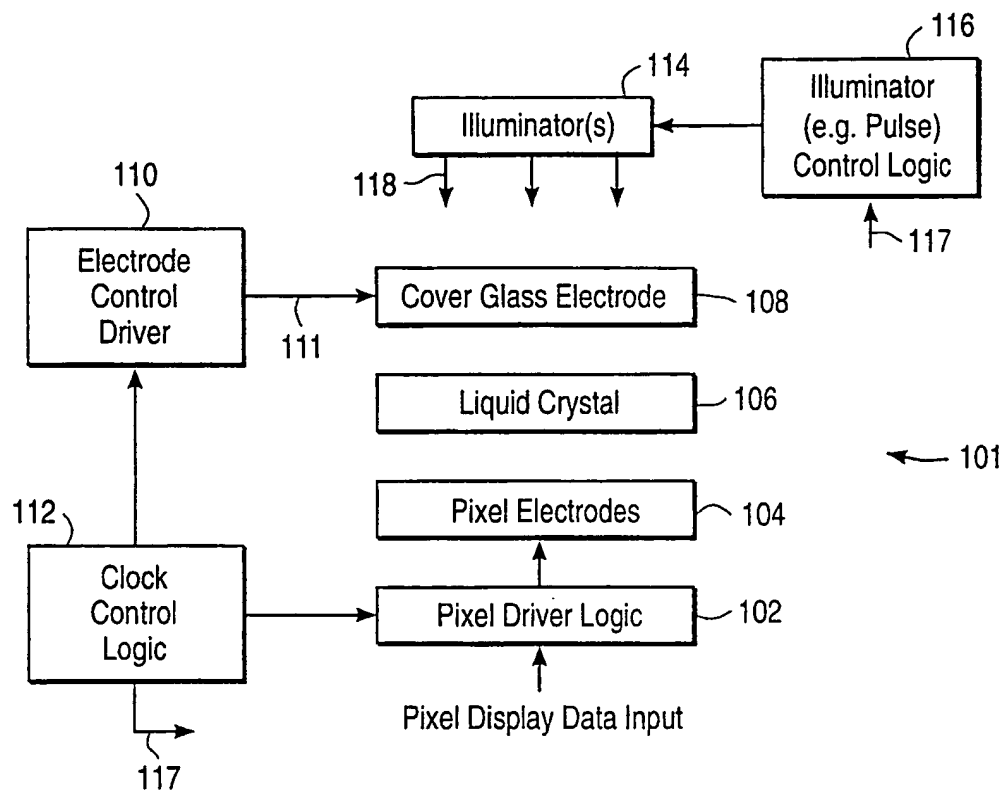 116
114
Illuminator
(e.g. Pulse)
Control Logic
Illuminator(s)
118
117
110
Electrode
Control
Driver
111
Cover Glass Electrode
108
Liquid Crystal
106
101
112
Pixel Electrodes
104
Clock
Control
Logic
Pixel Driver Logic
102
Pixel Display Data Input
117